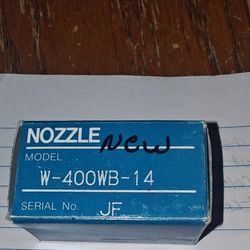 NOZZLE New
MODEL
W-400WB-14
SERIAL No. JF